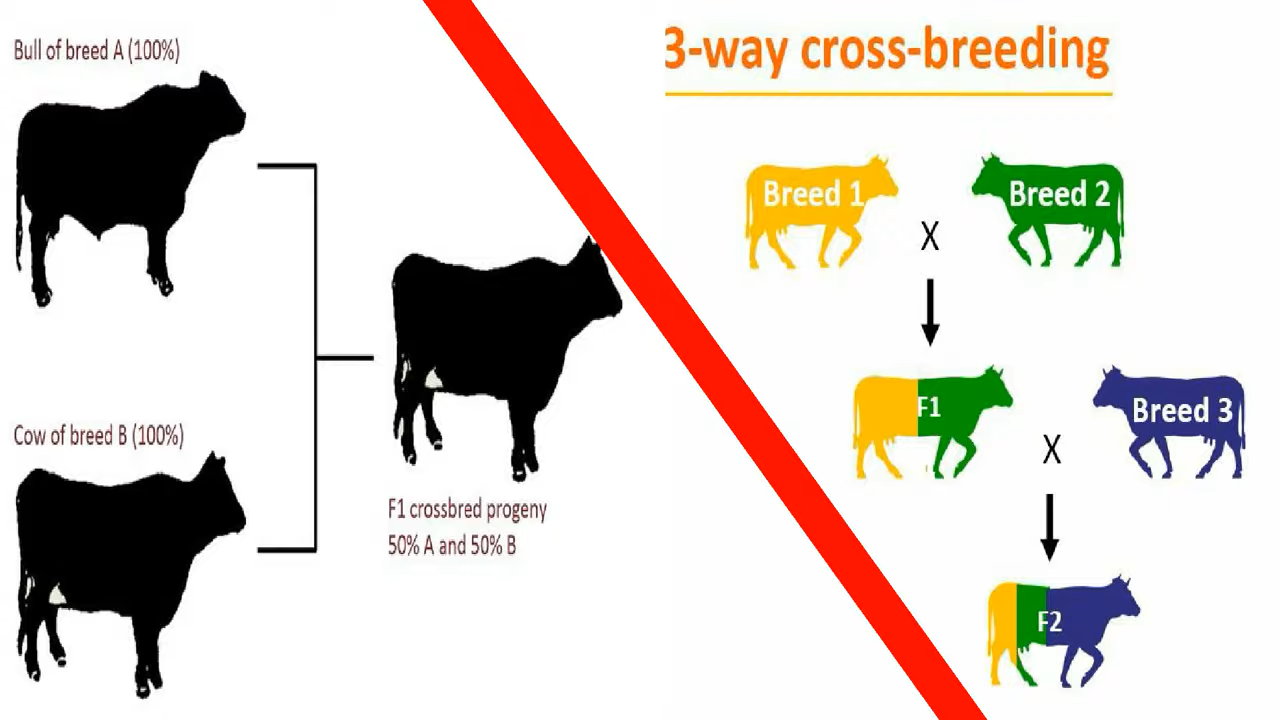 Bull of breed A (100%)
Cow of breed B (100%)
F1 crossbred progeny
50% A and 50% B
3-way cross-breeding
Breed 1
Breed 2
X
F1
Breed 3
X
F2